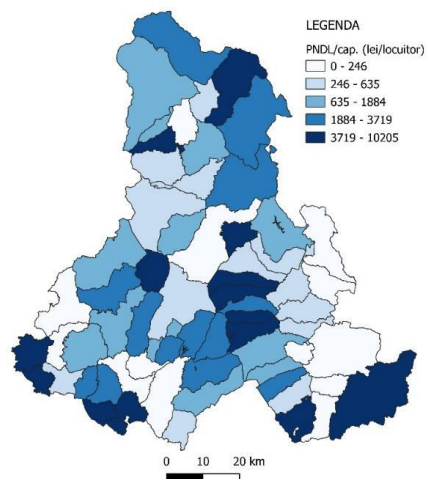 LEGENDA
PNDL/cap. (lei/locuitor)
0 - 246
246 - 635
635 - 1884
1884 - 3719
3719 - 10205
0 10 20 km